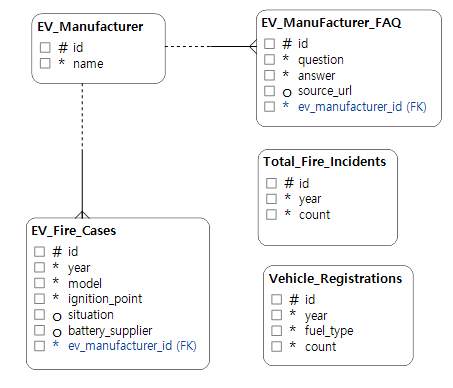 EV_Manufacturer
# id
* name
EV_ManuFacturer_FAQ
# id
* question
* answer
o source_url
* ev_manufacturer_id (FK)
Total_Fire_Incidents
# id
* year
* count
EV_Fire_Cases
# id
* year
* model
* ignition_point
o situation
o battery_supplier
* ev_manufacturer_id (FK)
Vehicle_Registrations
# id
* year
* fuel_type
* count